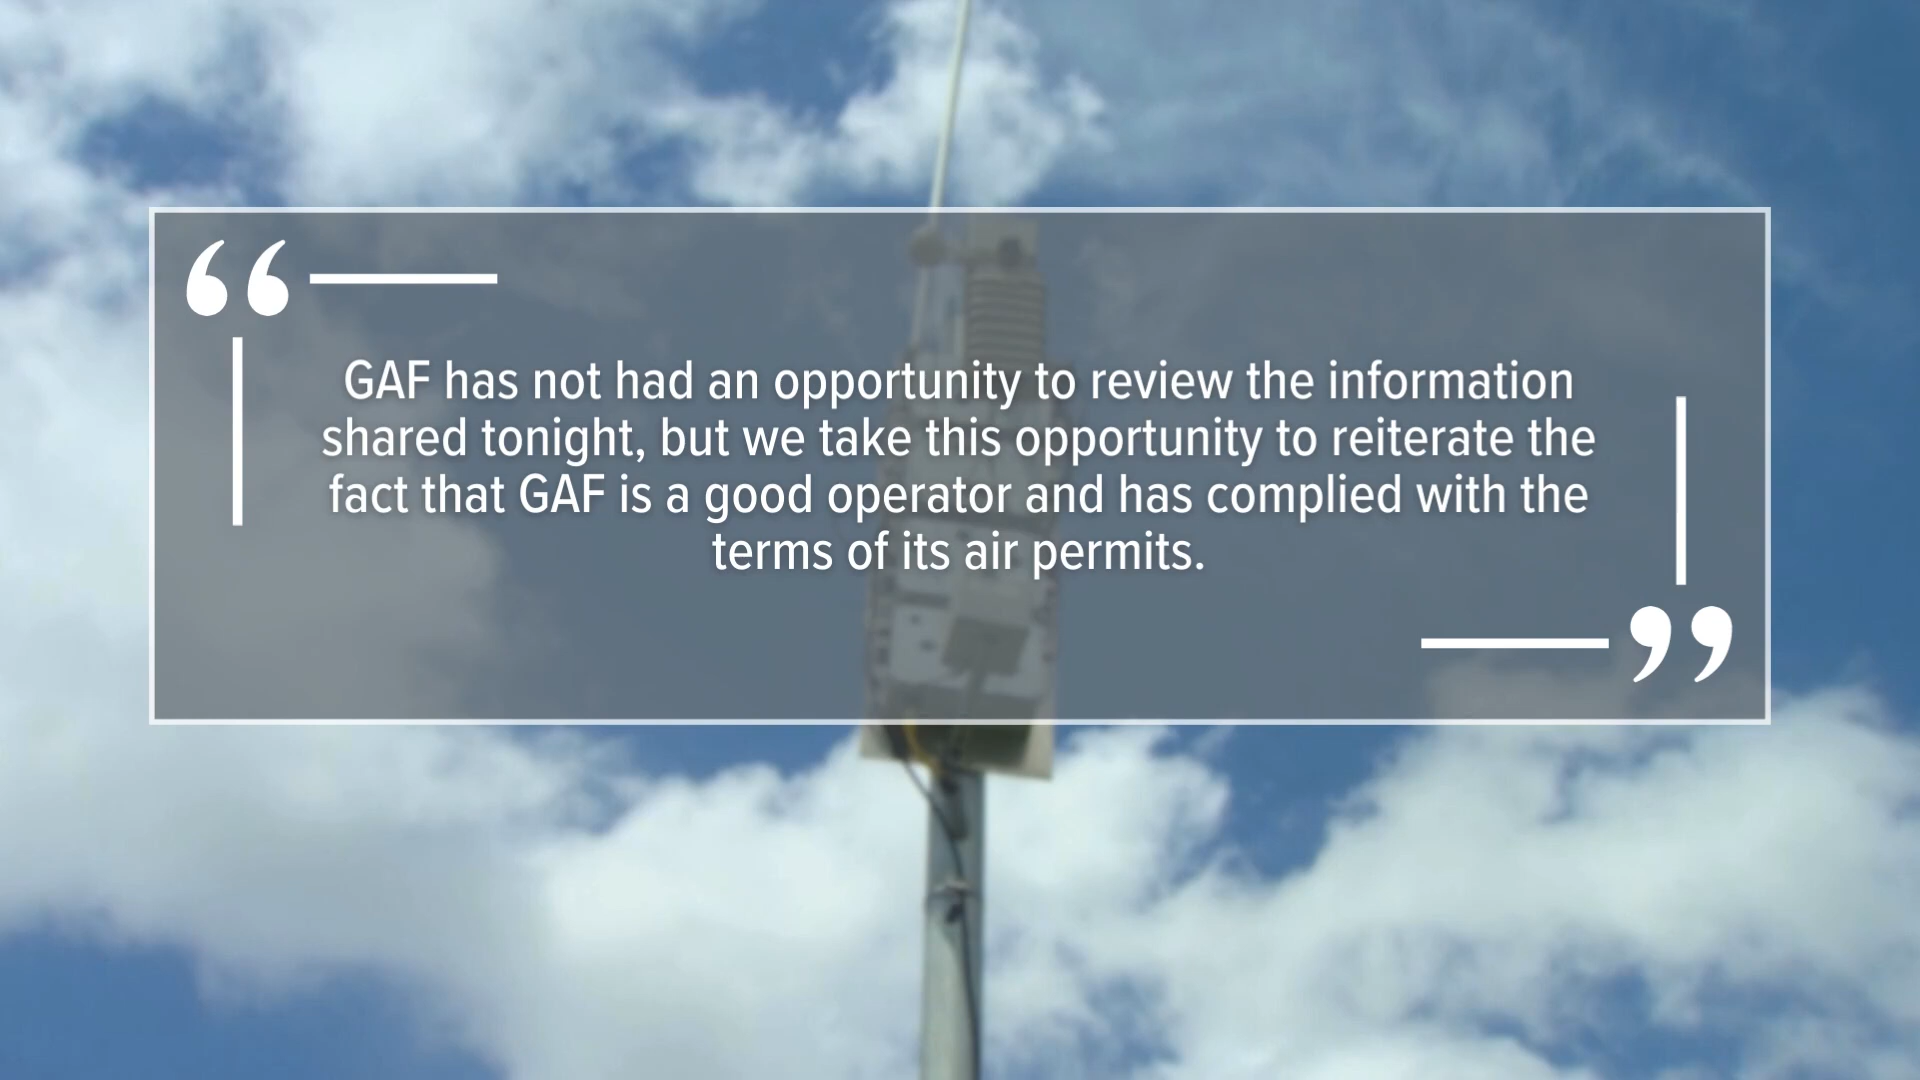 “
GAF has not had an opportunity to review the information
shared tonight, but we take this opportunity to reiterate the
fact that GAF is a good operator and has complied with the
terms of its air permits.
”